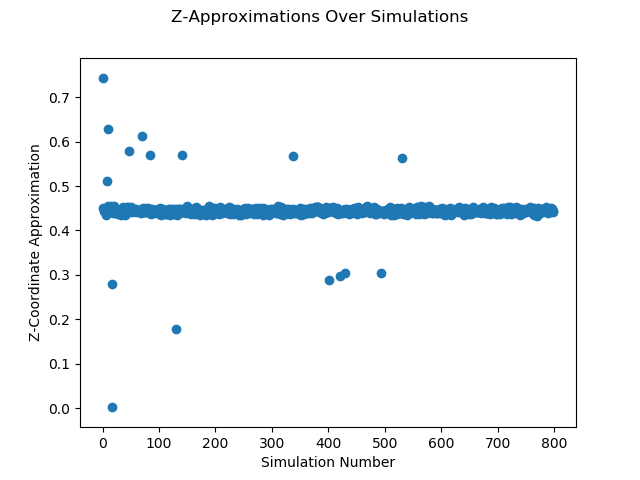 Z-Approximations Over Simulations
0.7
0.6
0.5
0.4
0.3
0.2
0.1
0.0
Z-Coordinate Approximation
0 100 200 300 400 500 600 700 800
Simulation Number